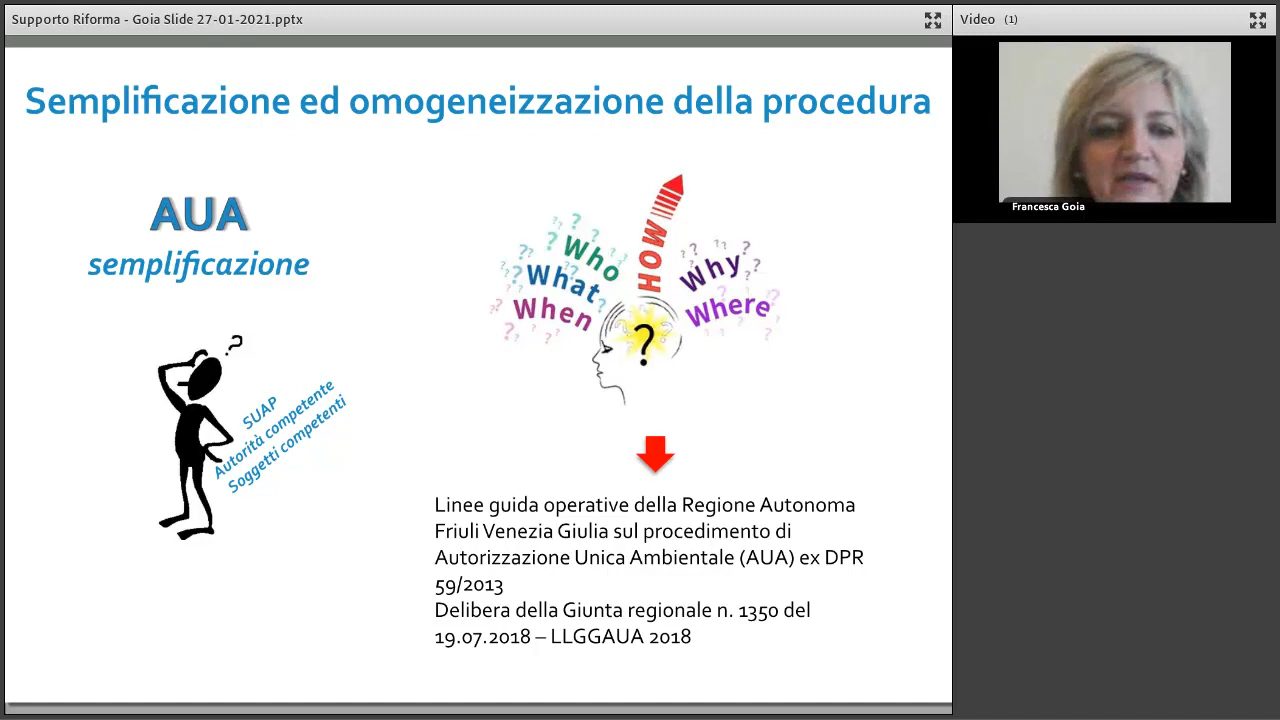 Supporto Riforma - Goia Slide 27-01-2021.pptx
Video (1)
Francesca Goia
Semplificazione ed omogeneizzazione della procedura
AUA
semplificazione
SUAP
Autorità competente
Soggetti competenti
?
Who
What
When
HOW
Why
Where
?
Linee guida operative della Regione Autonoma
Friuli Venezia Giulia sul procedimento di
Autorizzazione Unica Ambientale (AUA) ex DPR
59/2013
Delibera della Giunta regionale n. 1350 del
19.07.2018 – LLGGAUA 2018